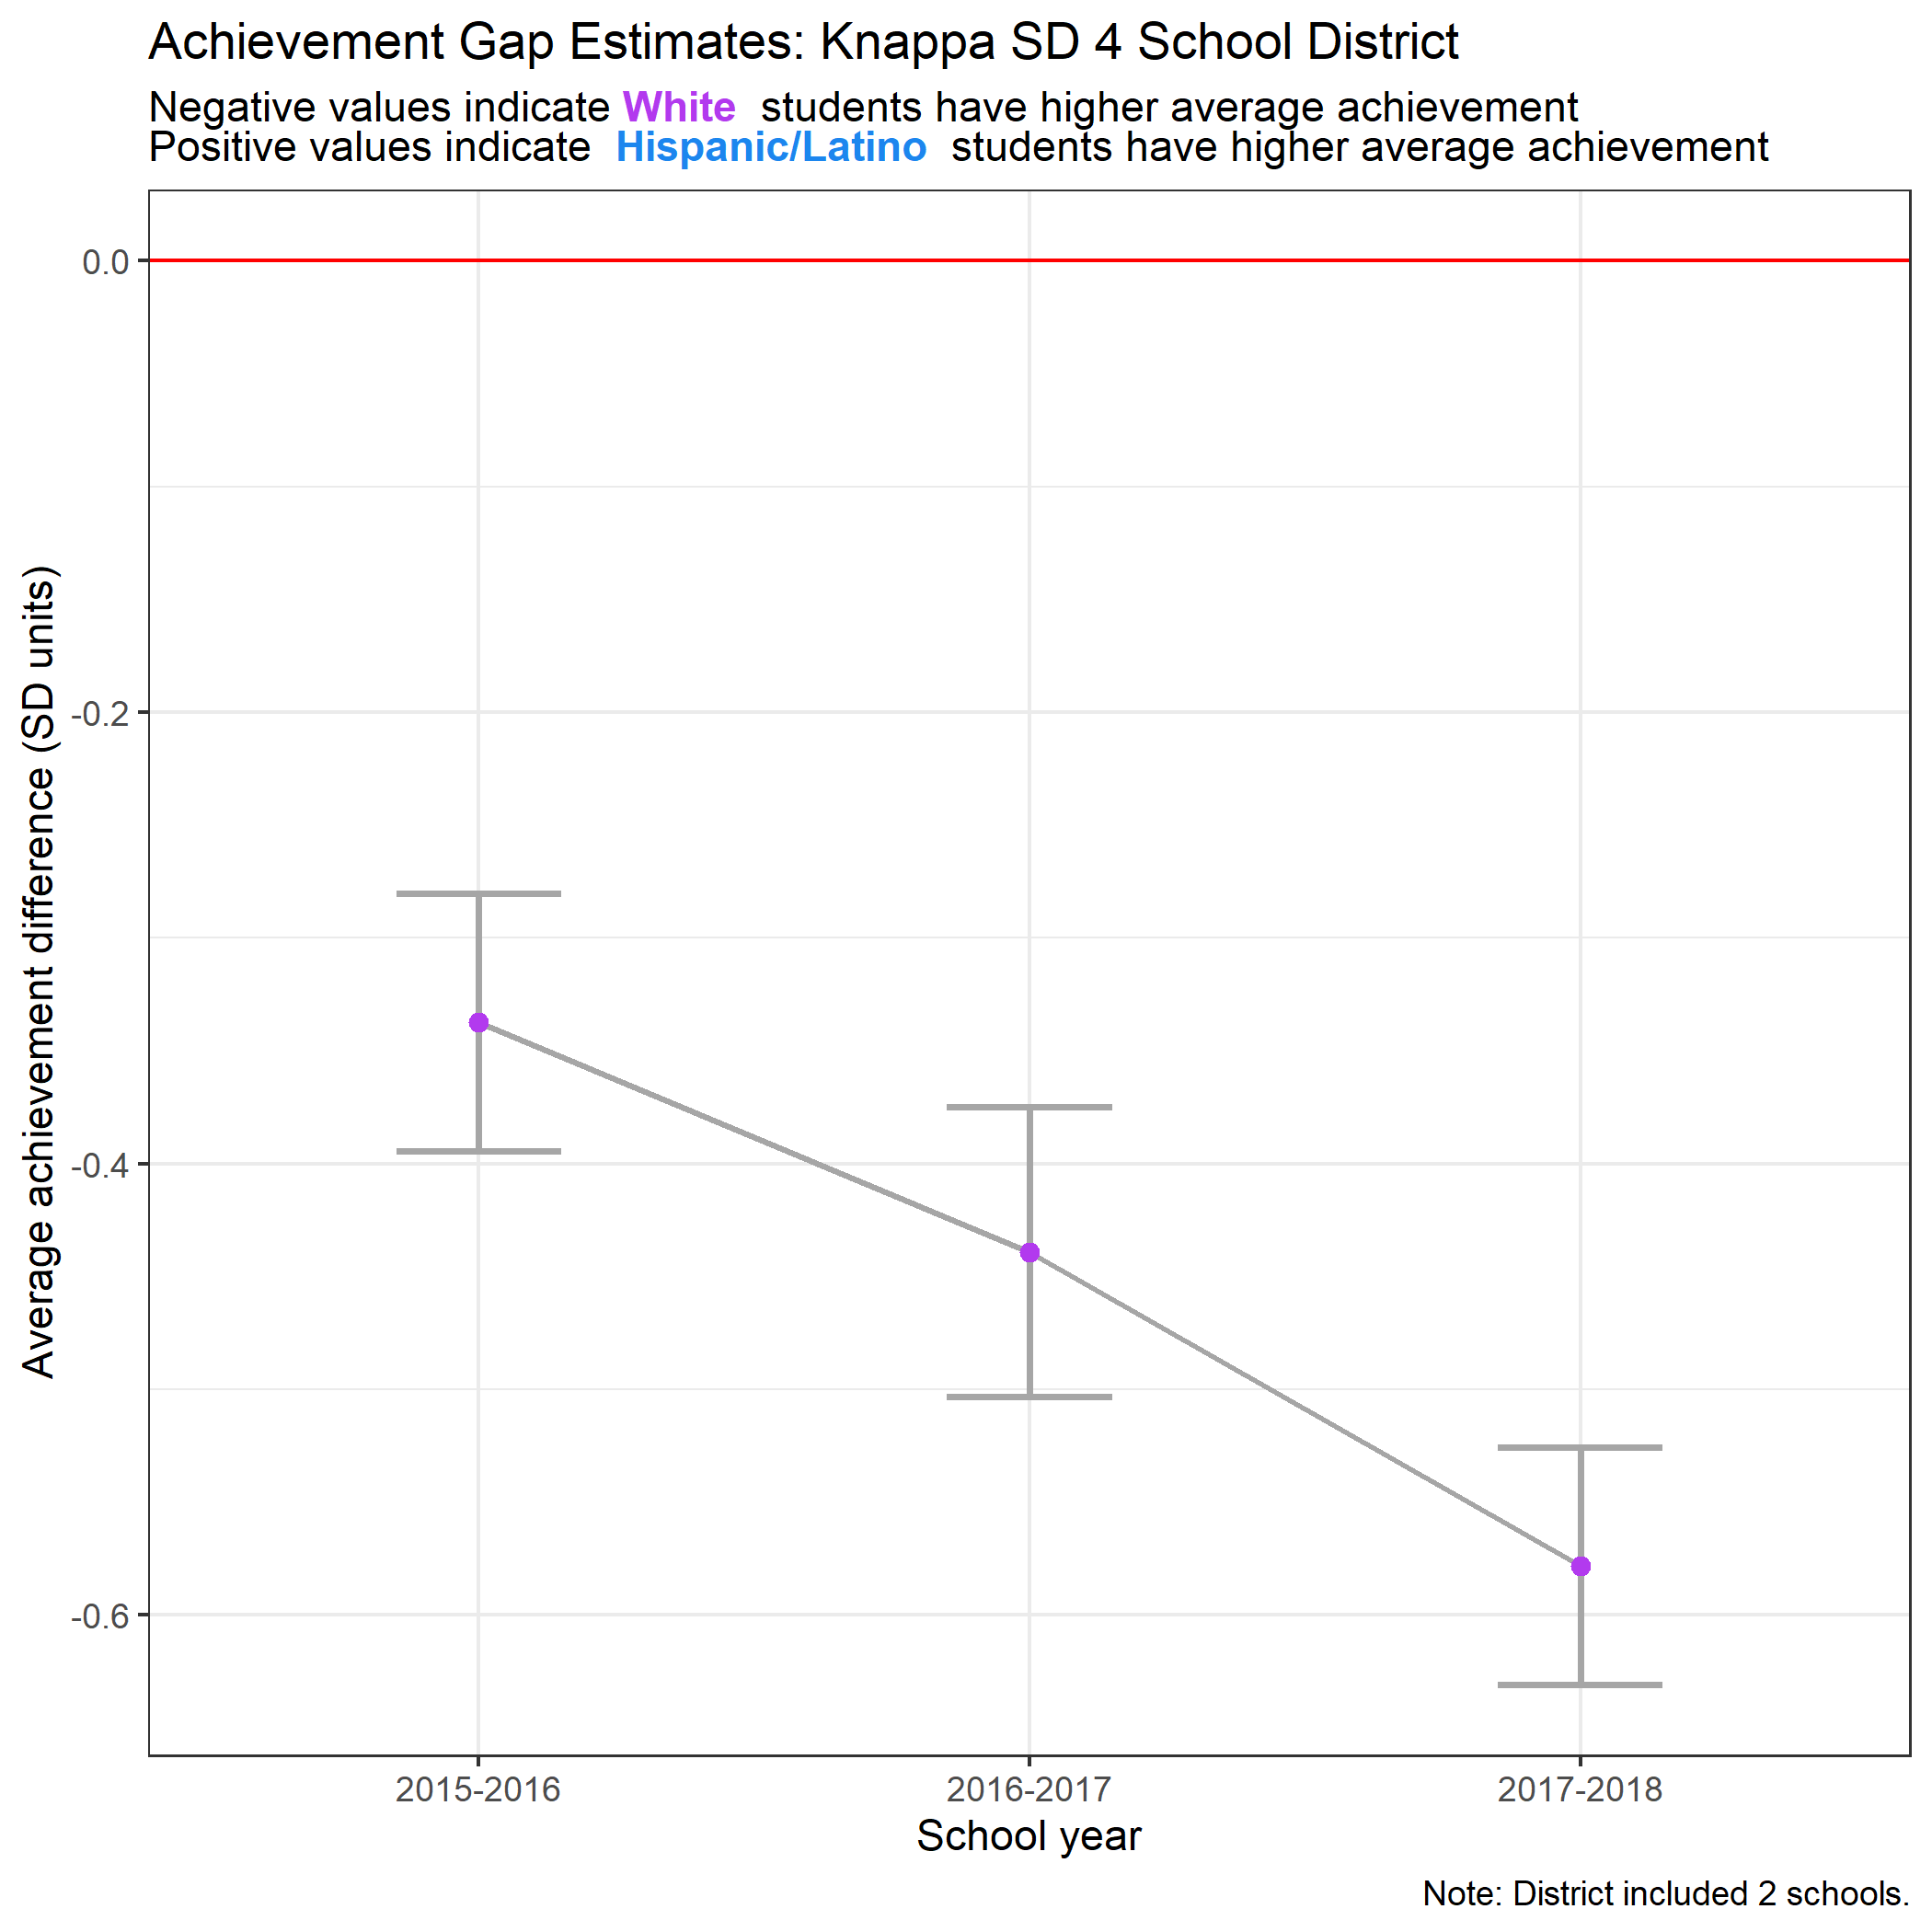 Achievement Gap Estimates: Knappa SD 4 School District
Negative values indicate White students have higher average achievement
Positive values indicate Hispanic/Latino students have higher average achievement
Average achievement difference (SD units)
0.0
-0.2
-0.4
-0.6
2015-2016 2016-2017 2017-2018
School year
Note: District included 2 schools.